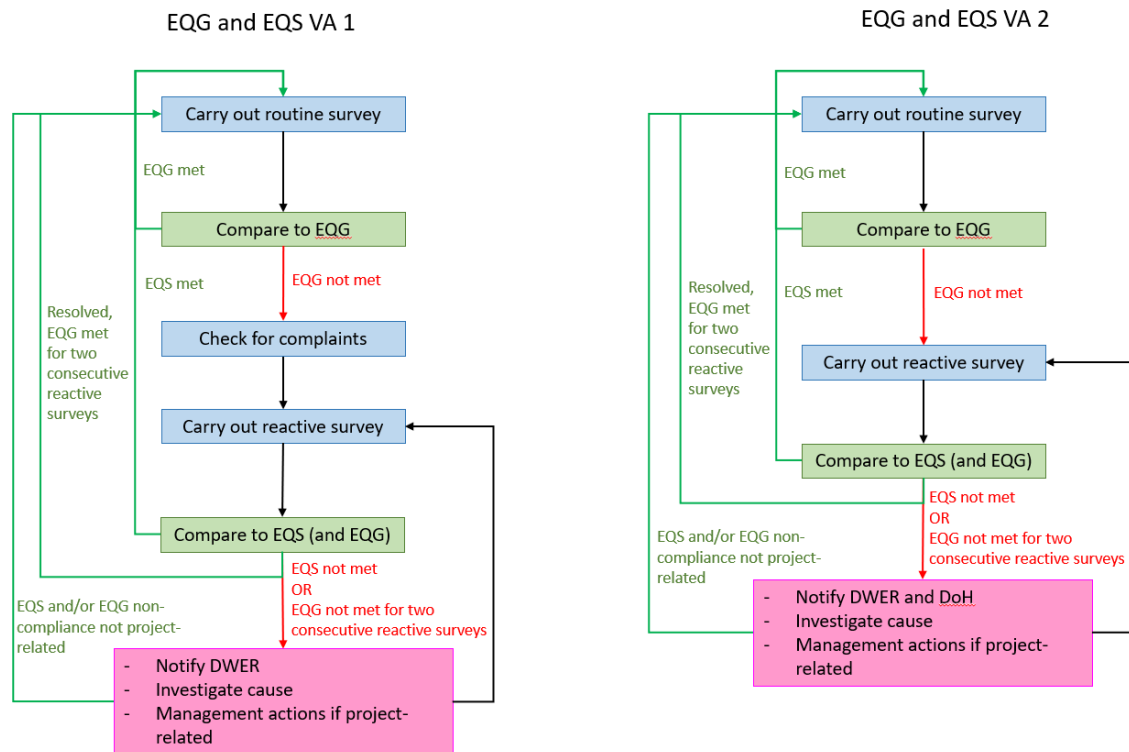 EQG and EQS VA 1
Carry out routine survey
EQG met
Compare to EQG
EQS met
EQG not met
Resolved,
EQG met
for two
consecutive
reactive
surveys
Check for complaints
Carry out reactive survey
Compare to EQS (and EQG)
EQS not met
OR
EQG not met for two
consecutive reactive surveys
EQS and/or EQG non-
compliance not project-
related
- Notify DWER
- Investigate cause
- Management actions if project-
related
EQG and EQS VA 2
Carry out routine survey
EQG met
Compare to EQG
EQS met
EQG not met
Resolved,
EQG met
for two
consecutive
reactive
surveys
Carry out reactive survey
Compare to EQS (and EQG)
EQS not met
OR
EQG not met for two
consecutive reactive surveys
EQS and/or EQG non-
compliance not project-
related
- Notify DWER and DoH
- Investigate cause
- Management actions if project-
related